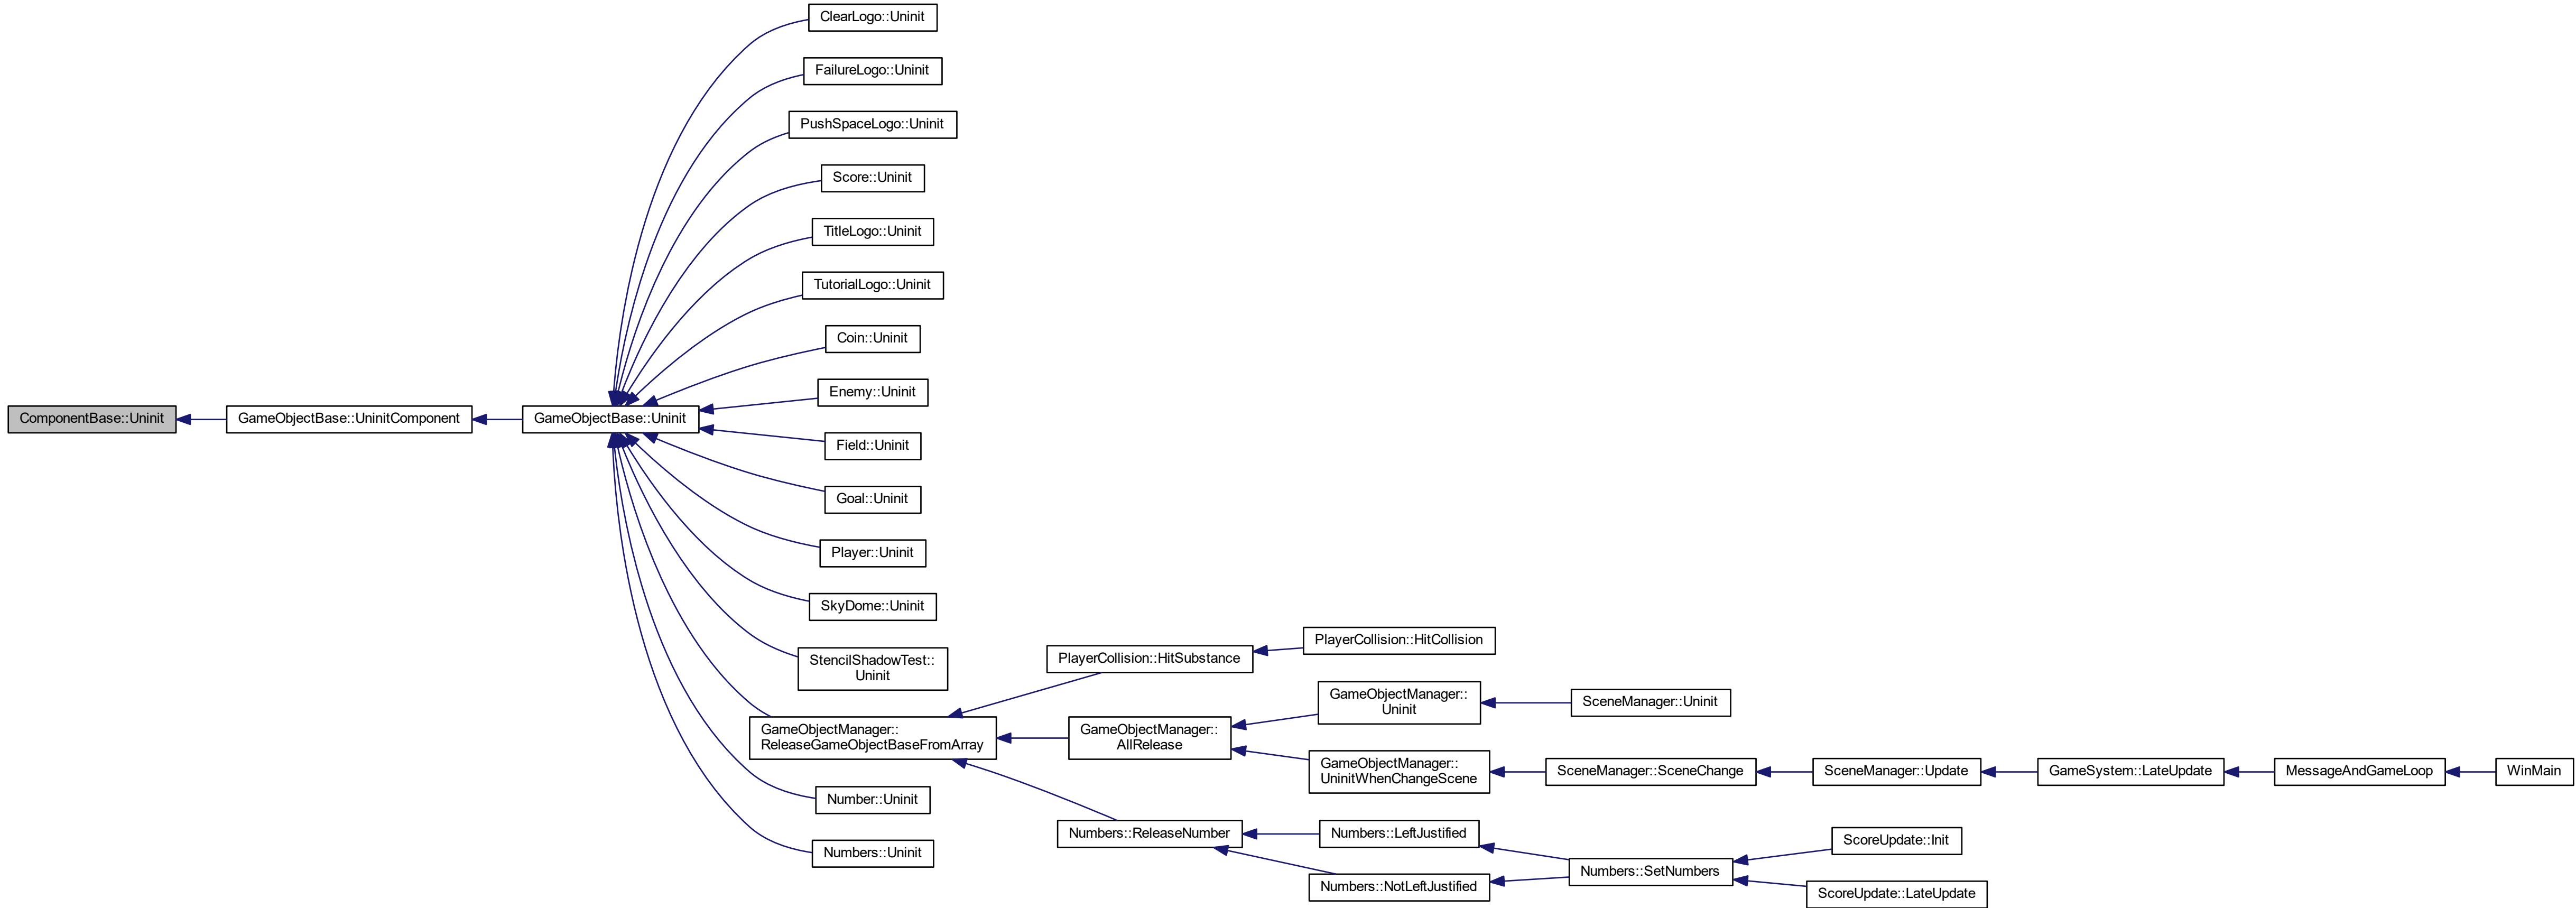 ClearLogo::Uninit
FailureLogo::Uninit
PushSpaceLogo::Uninit
Score::Uninit
TitleLogo::Uninit
TutorialLogo::Uninit
Coin::Uninit
Enemy::Uninit
ComponentBase::Uninit
GameObjectBase::UninitComponent
GameObjectBase::Uninit
Field::Uninit
Goal::Uninit
Player::Uninit
SkyDome::Uninit
StencilShadowTest::
Uninit
PlayerCollision::HitSubstance
PlayerCollision::HitCollision
GameObjectManager::
ReleaseGameObjectBaseFromArray
GameObjectManager::
AllRelease
GameObjectManager::
Uninit
SceneManager::Uninit
GameObjectManager::
UninitWhenChangeScene
SceneManager::SceneChange
SceneManager::Update
GameSystem::LateUpdate
MessageAndGameLoop
WinMain
Number::Uninit
Numbers::Uninit
Numbers::ReleaseNumber
Numbers::LeftJustified
Numbers::NotLeftJustified
Numbers::SetNumbers
ScoreUpdate::Init
ScoreUpdate::LateUpdate